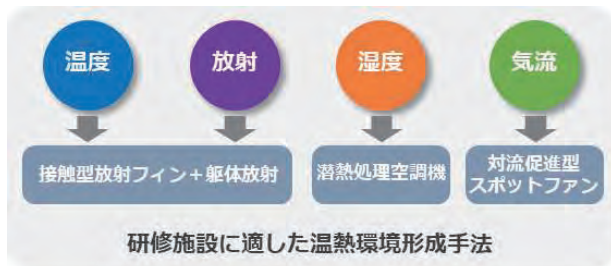 温度 放射 湿度 気流
接触型放射フィン＋躯体放射 潜熱処理空調機 対流促進型
スポットファン
研修施設に適した温熱環境形成手法